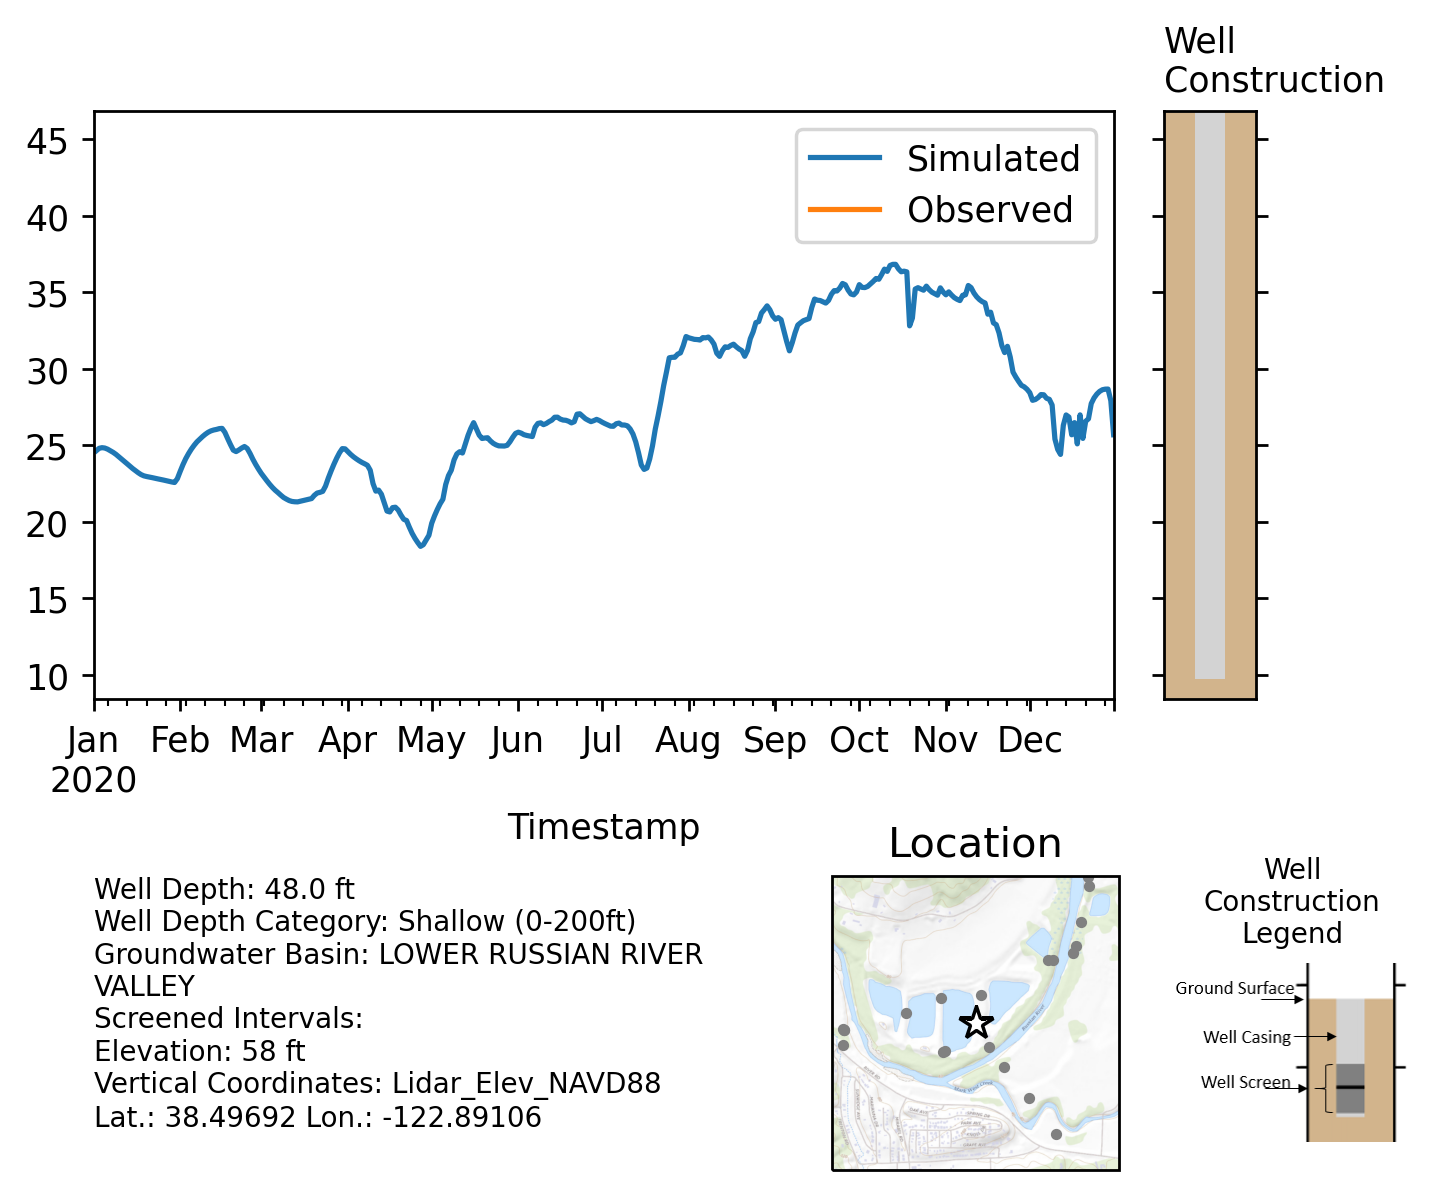 Well
Construction
45
40
35
30
25
20
15
10
Simulated
Observed
Jan Feb Mar Apr May Jun Jul Aug Sep Oct Nov Dec
2020
Timestamp
Well Depth: 48.0 ft
Well Depth Category: Shallow (0-200ft)
Groundwater Basin: LOWER RUSSIAN RIVER
VALLEY
Screened Intervals:
Elevation: 58 ft
Vertical Coordinates: Lidar_Elev_NAVD88
Lat.: 38.49692 Lon.: -122.89106
Location
Well
Construction
Legend
Ground Surface
Well Casing
Well Screen